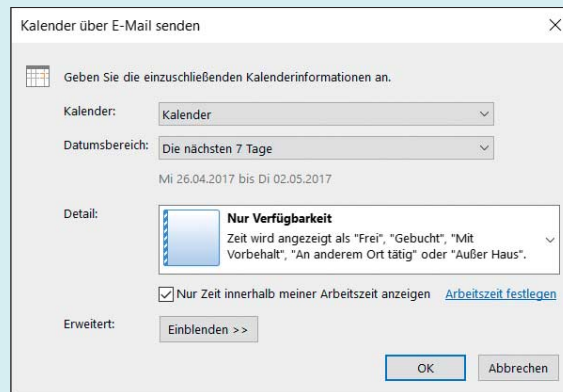 Kalender über E-Mail senden
Geben Sie die einzuschließenden Kalenderinformationen an.
Kalender: Kalender
Datumsbereich: Die nächsten 7 Tage
Mi 26.04.2017 bis Di 02.05.2017
Detail: Nur Verfügbarkeit
Zeit wird angezeigt als "Frei", "Gebucht", "Mit
Vorbehalt", "An anderem Ort tätig" oder "Außer Haus".
Nur Zeit innerhalb meiner Arbeitszeit anzeigen Arbeitszeit festlegen
Erweitert: Einblenden >>
OK Abbrechen